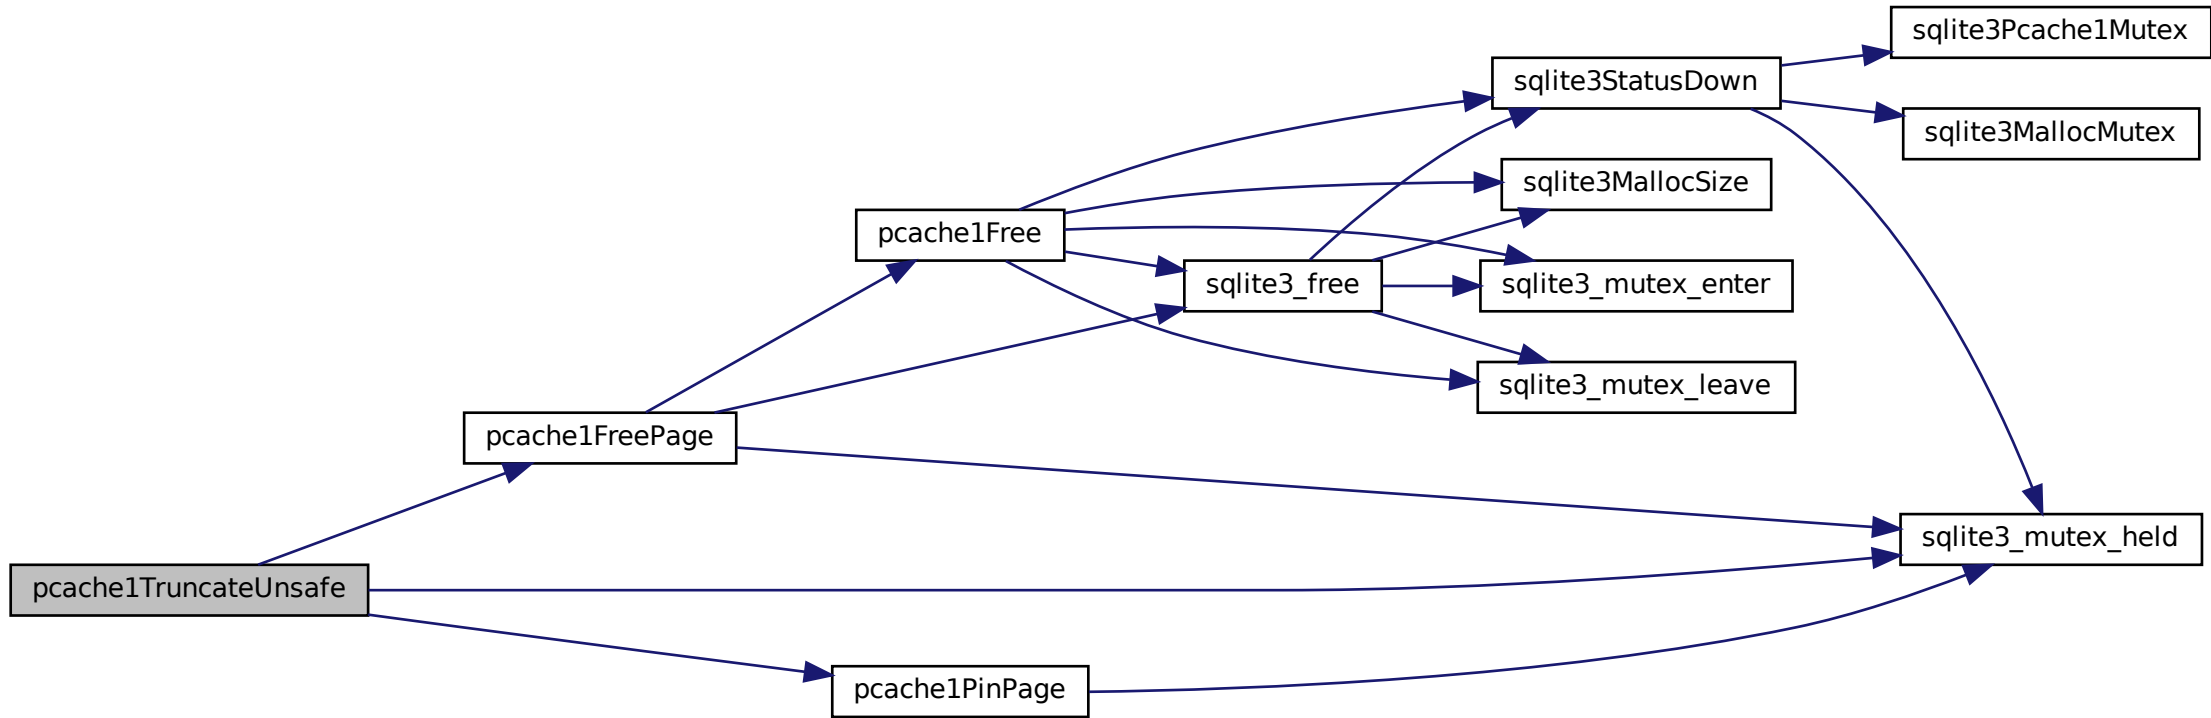 sqlite3Pcache1Mutex
sqlite3StatusDown
sqlite3MallocMutex
sqlite3MallocSize
pcache1Free
sqlite3_free
sqlite3_mutex_enter
sqlite3_mutex_leave
pcache1FreePage
sqlite3_mutex_held
pcache1TruncateUnsafe
pcache1PinPage